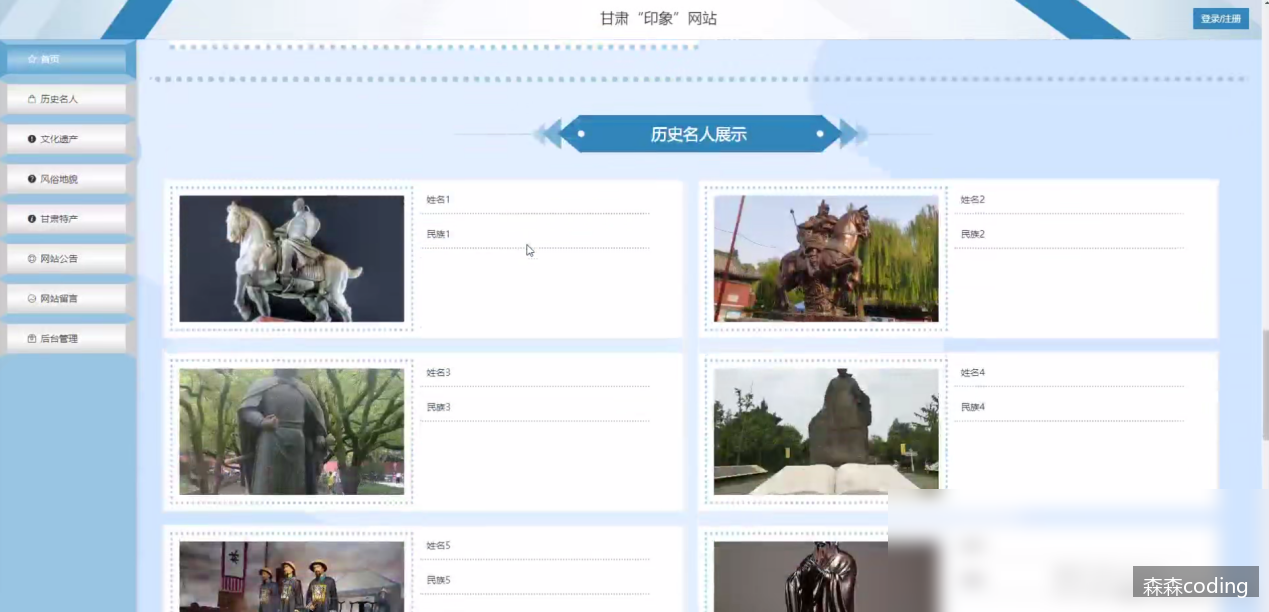 甘肃“印象”网站
登录/注册
首页
历史名人
文化遗产
风俗地貌
甘肃特产
网站公告
网站留言
后台管理
历史名人展示
姓名1
民族1
姓名2
民族2
姓名3
民族3
姓名4
民族4
姓名5
民族5
森森coding